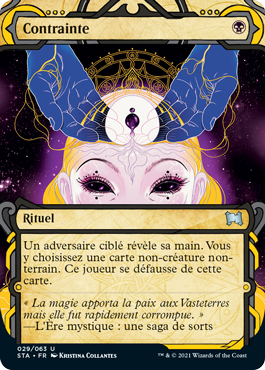 Contrainte
Rituel
Un adversaire ciblé révèle sa main. Vous
y choisissez une carte non-créature non-
terrain. Ce joueur se défausse de cette
carte.
« La magie apporta la paix aux Vasteterres
mais elle fut rapidement corrompue. »
—L'Ère mystique : une saga de sorts
029/063 U
STA • FR Kristina Collantes
™ & © 2021 Wizards of the Coast